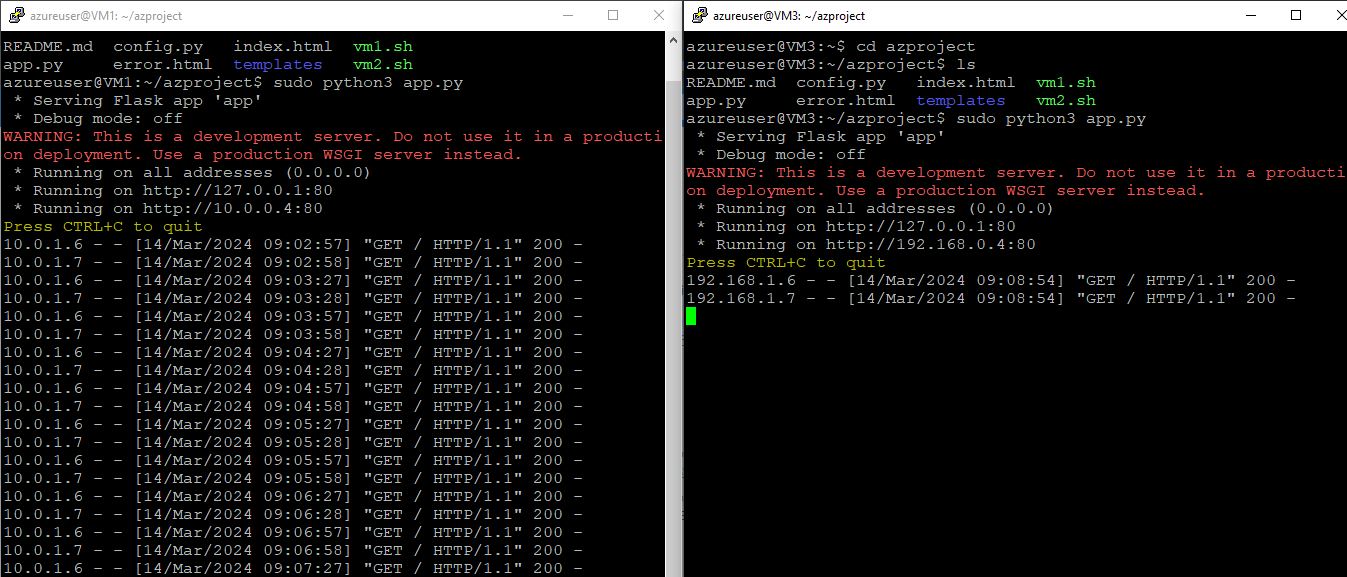 azureuser@VM1: ~/azproject
README.md config.py index.html vm1.sh
app.py error.html templates vm2.sh
azureuser@VM1:~/azproject$ sudo python3 app.py
* Serving Flask app 'app'
* Debug mode: off
WARNING: This is a development server. Do not use it in a producti
on deployment. Use a production WSGI server instead.
* Running on all addresses (0.0.0.0)
* Running on http://127.0.0.1:80
* Running on http://10.0.0.4:80
Press CTRL+C to quit
10.0.1.6 - - [14/Mar/2024 09:02:57] "GET / HTTP/1.1" 200 -
10.0.1.7 - - [14/Mar/2024 09:02:58] "GET / HTTP/1.1" 200 -
10.0.1.6 - - [14/Mar/2024 09:03:27] "GET / HTTP/1.1" 200 -
10.0.1.7 - - [14/Mar/2024 09:03:28] "GET / HTTP/1.1" 200 -
10.0.1.6 - - [14/Mar/2024 09:03:57] "GET / HTTP/1.1" 200 -
10.0.1.7 - - [14/Mar/2024 09:03:58] "GET / HTTP/1.1" 200 -
10.0.1.6 - - [14/Mar/2024 09:04:27] "GET / HTTP/1.1" 200 -
10.0.1.7 - - [14/Mar/2024 09:04:28] "GET / HTTP/1.1" 200 -
10.0.1.6 - - [14/Mar/2024 09:04:57] "GET / HTTP/1.1" 200 -
10.0.1.7 - - [14/Mar/2024 09:04:58] "GET / HTTP/1.1" 200 -
10.0.1.6 - - [14/Mar/2024 09:05:27] "GET / HTTP/1.1" 200 -
10.0.1.7 - - [14/Mar/2024 09:05:28] "GET / HTTP/1.1" 200 -
10.0.1.6 - - [14/Mar/2024 09:05:57] "GET / HTTP/1.1" 200 -
10.0.1.7 - - [14/Mar/2024 09:05:58] "GET / HTTP/1.1" 200 -
10.0.1.6 - - [14/Mar/2024 09:06:27] "GET / HTTP/1.1" 200 -
10.0.1.7 - - [14/Mar/2024 09:06:28] "GET / HTTP/1.1" 200 -
10.0.1.6 - - [14/Mar/2024 09:06:57] "GET / HTTP/1.1" 200 -
10.0.1.7 - - [14/Mar/2024 09:06:58] "GET / HTTP/1.1" 200 -
10.0.1.6 - - [14/Mar/2024 09:07:27] "GET / HTTP/1.1" 200 -
azureuser@VM3: ~/azproject
azureuser@VM3:~$ cd azproject
azureuser@VM3:~/azproject$ ls
README.md config.py index.html vm1.sh
app.py error.html templates vm2.sh
azureuser@VM3:~/azproject$ sudo python3 app.py
* Serving Flask app 'app'
* Debug mode: off
WARNING: This is a development server. Do not use it in a producti
on deployment. Use a production WSGI server instead.
* Running on all addresses (0.0.0.0)
* Running on http://127.0.0.1:80
* Running on http://192.168.0.4:80
Press CTRL+C to quit
192.168.1.6 - - [14/Mar/2024 09:08:54] "GET / HTTP/1.1" 200 -
192.168.1.7 - - [14/Mar/2024 09:08:54] "GET / HTTP/1.1" 200 -